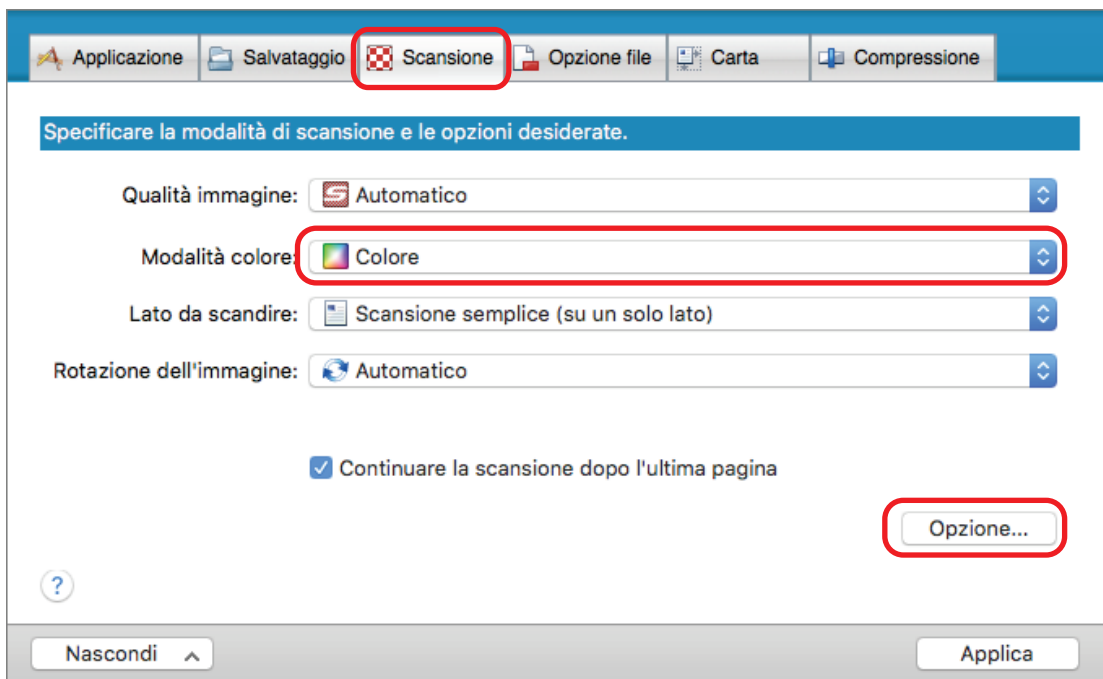 Applicazione Salvataggio Scansione Opzione file Carta Compressione
Specificare la modalità di scansione e le opzioni desiderate.
Qualità immagine: Automatico
Modalità colore: Colore
Lato da scandire: Scansione semplice (su un solo lato)
Rotazione dell'immagine: Automatico
Continuare la scansione dopo l'ultima pagina
Opzione...
?
Nascondi Applica